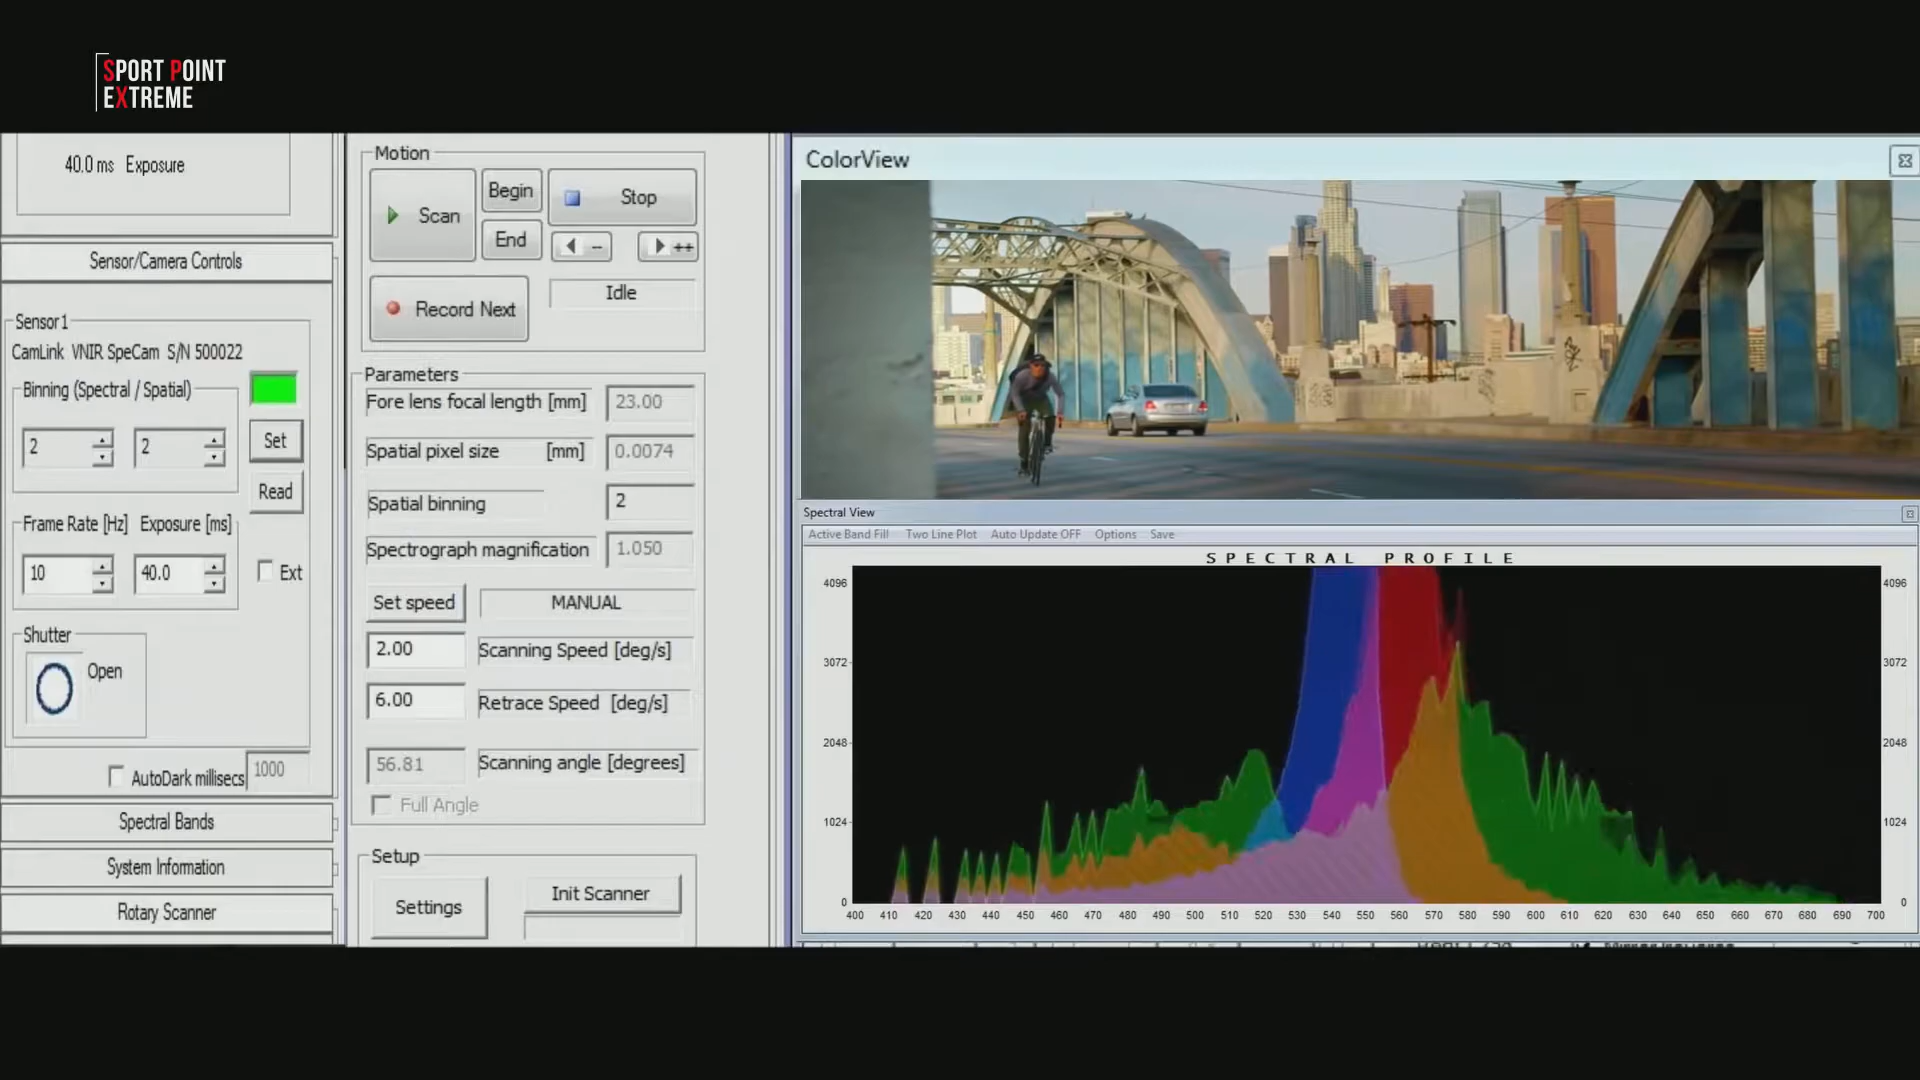 SPORT POINT
EXTREME
40.0 ms Exposure
Sensor/Camera Controls
Sensor1
CamLink VNIR SpeCam S/N 500022
Binning (Spectral / Spatial)
2
2
Set
Read
Frame Rate [Hz] Exposure [ms]
10
40.0
Ext
Shutter
Open
AutoDark millisecs
1000
Spectral Bands
System Information
Rotary Scanner
Motion
Scan
Begin
End
Stop
--
++
Record Next
Idle
Parameters
Fore lens focal length [mm]
23.00
Spatial pixel size [mm]
0.0074
Spatial binning
2
Spectrograph magnification
1.050
Set speed
MANUAL
2.00
Scanning Speed [deg/s]
6.00
Retrace Speed [deg/s]
56.81
Scanning angle [degrees]
Full Angle
Setup
Settings
Init Scanner
ColorView
Spectral View
Active Band Fill Two Line Plot Auto Update OFF Options Save
SPECTRAL PROFILE
4096
3072
2048
1024
0
4096
3072
2048
1024
0
400 410 420 430 440 450 460 470 480 490 500 510 520 530 540 550 560 570 580 590 600 610 620 630 640 650 660 670 680 690 700